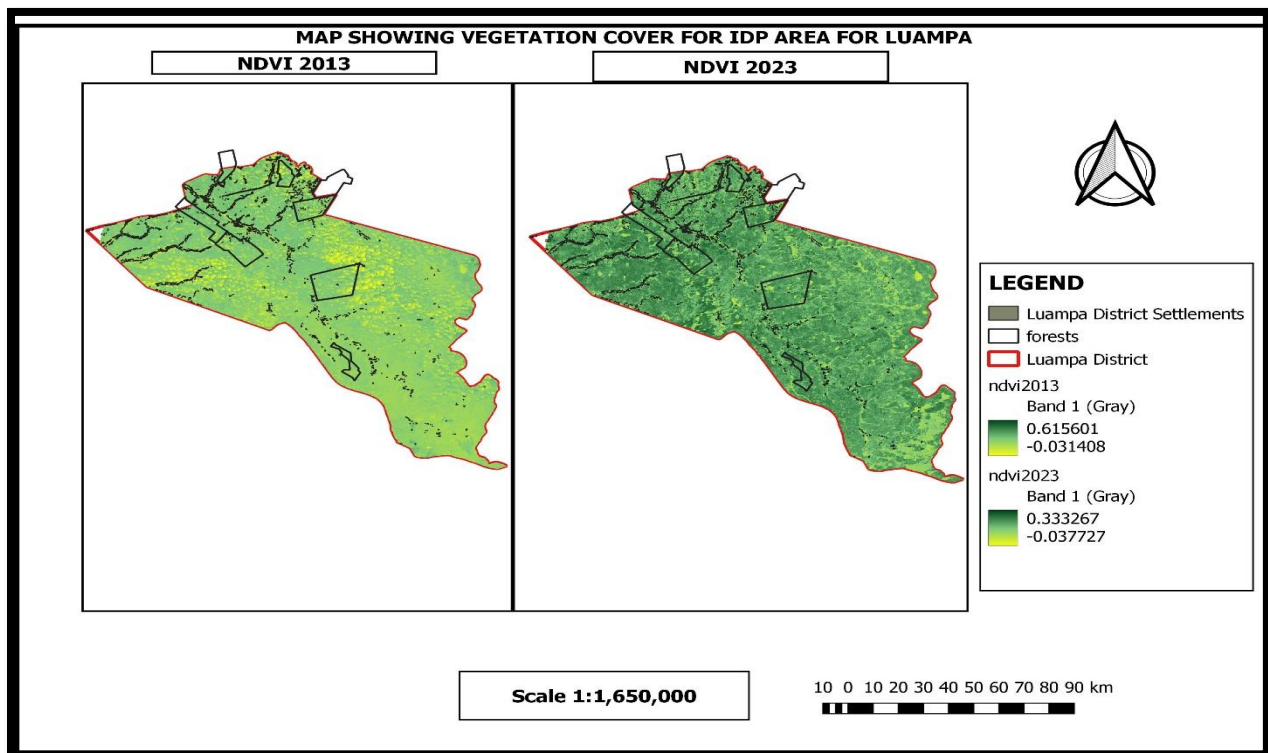 MAP SHOWING VEGETATION COVER FOR IDP AREA FOR LUAMPA
NDVI 2013
NDVI 2023
LEGEND
Luampa District Settlements
forests
Luampa District
ndvi2013
Band 1 (Gray)
0.615601
-0.031408
ndvi2023
Band 1 (Gray)
0.333267
-0.037727
Scale 1:1,650,000
10 0 10 20 30 40 50 60 70 80 90 km